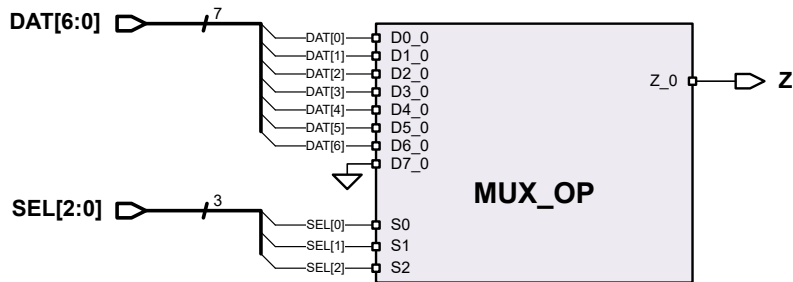 DAT[6:0]
7
DAT[0] D0_0
DAT[1] D1_0
DAT[2] D2_0
DAT[3] D3_0
DAT[4] D4_0
DAT[5] D5_0
DAT[6] D6_0
D7_0
Z_0 Z
MUX_OP
SEL[2:0]
3
SEL[0] S0
SEL[1] S1
SEL[2] S2